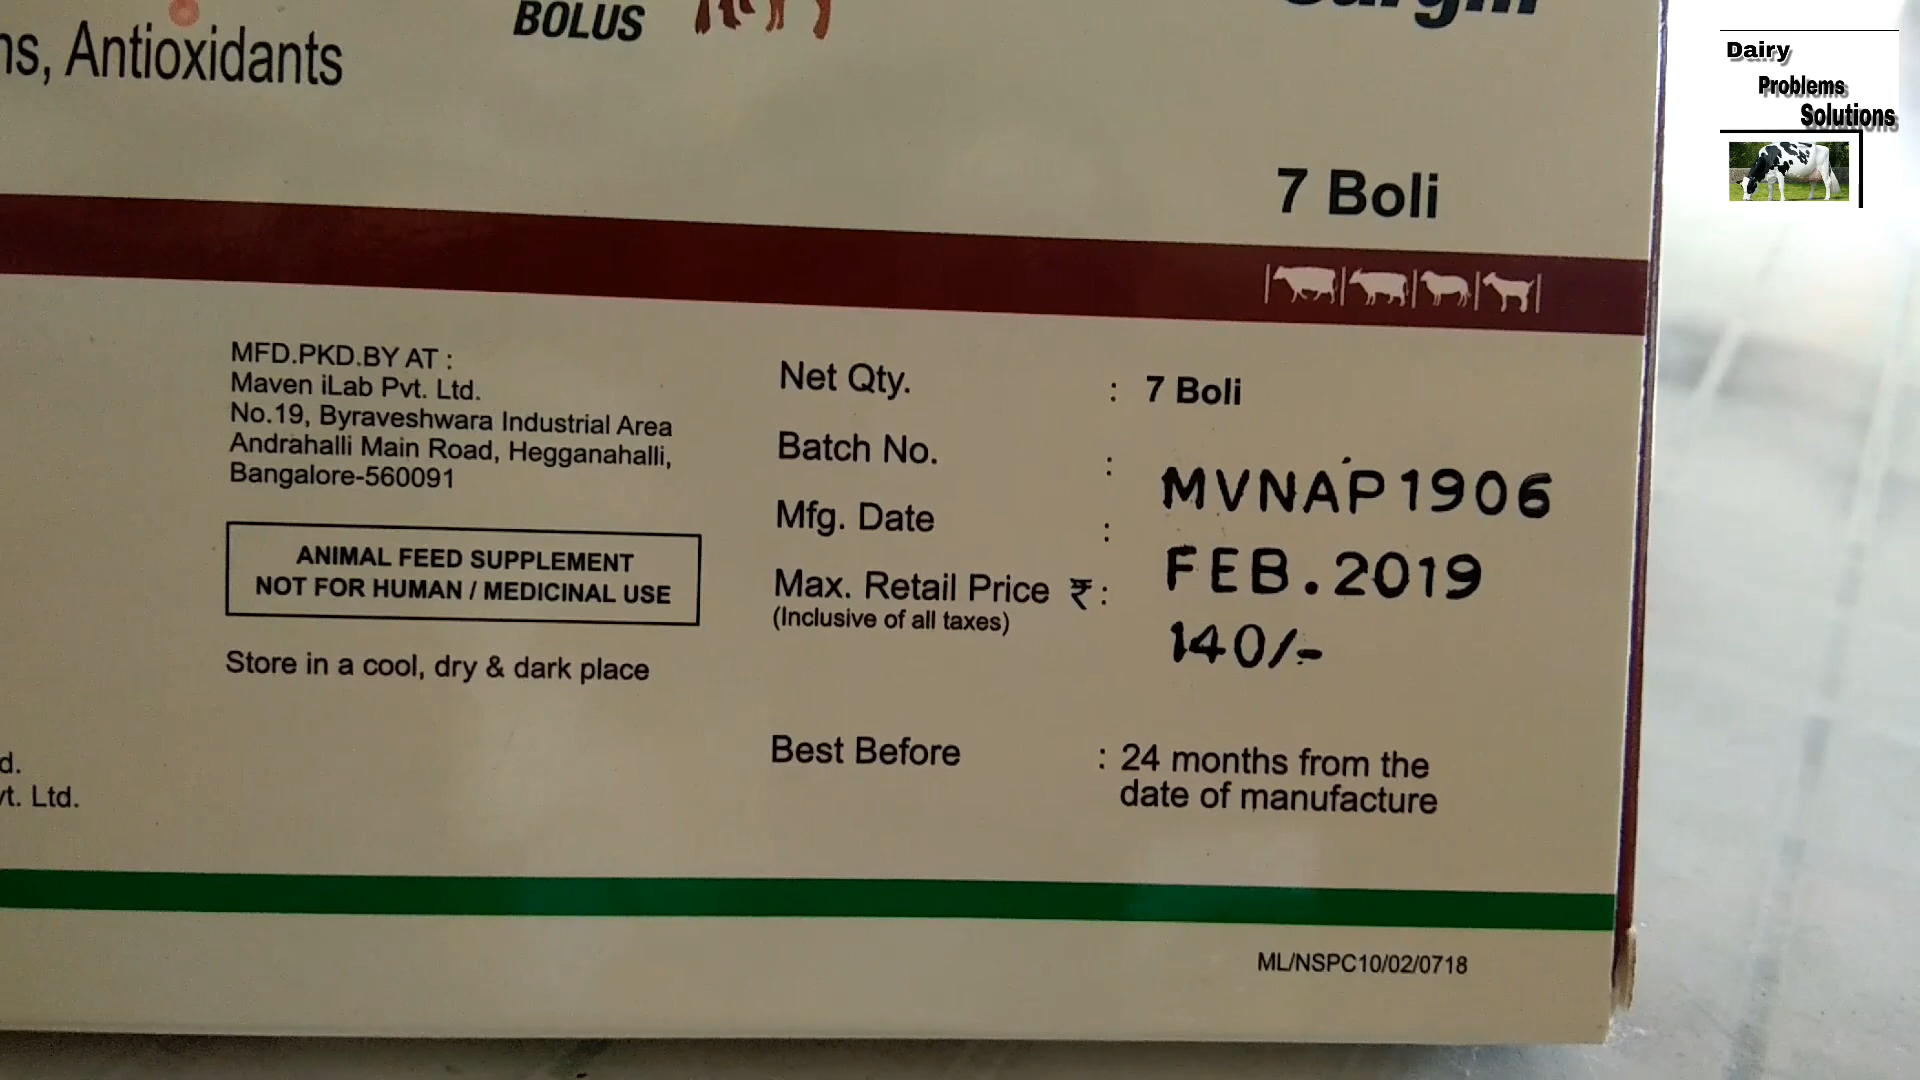 BOLUS
Antioxidants
7 Boli
MFD.PKD.BY AT :
Maven iLab Pvt. Ltd.
No.19, Byraveshwara Industrial Area
Andrahalli Main Road, Hegganahalli,
Bangalore-560091
ANIMAL FEED SUPPLEMENT
NOT FOR HUMAN / MEDICINAL USE
Store in a cool, dry & dark place
Ltd.
Net Qty. : 7 Boli
Batch No. : MVNAP1906
Mfg. Date : FEB.2019
Max. Retail Price ₹: 140/-
(Inclusive of all taxes)
Best Before : 24 months from the
date of manufacture
ML/NSPC10/02/0718
Dairy
Problems
Solutions